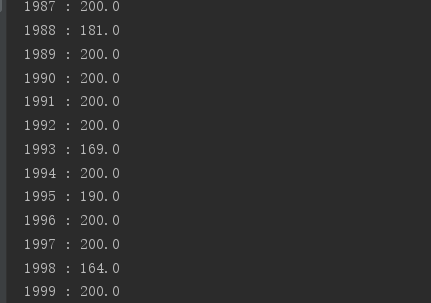 1987 : 200.0
1988 : 181.0
1989 : 200.0
1990 : 200.0
1991 : 200.0
1992 : 200.0
1993 : 169.0
1994 : 200.0
1995 : 190.0
1996 : 200.0
1997 : 200.0
1998 : 164.0
1999 : 200.0